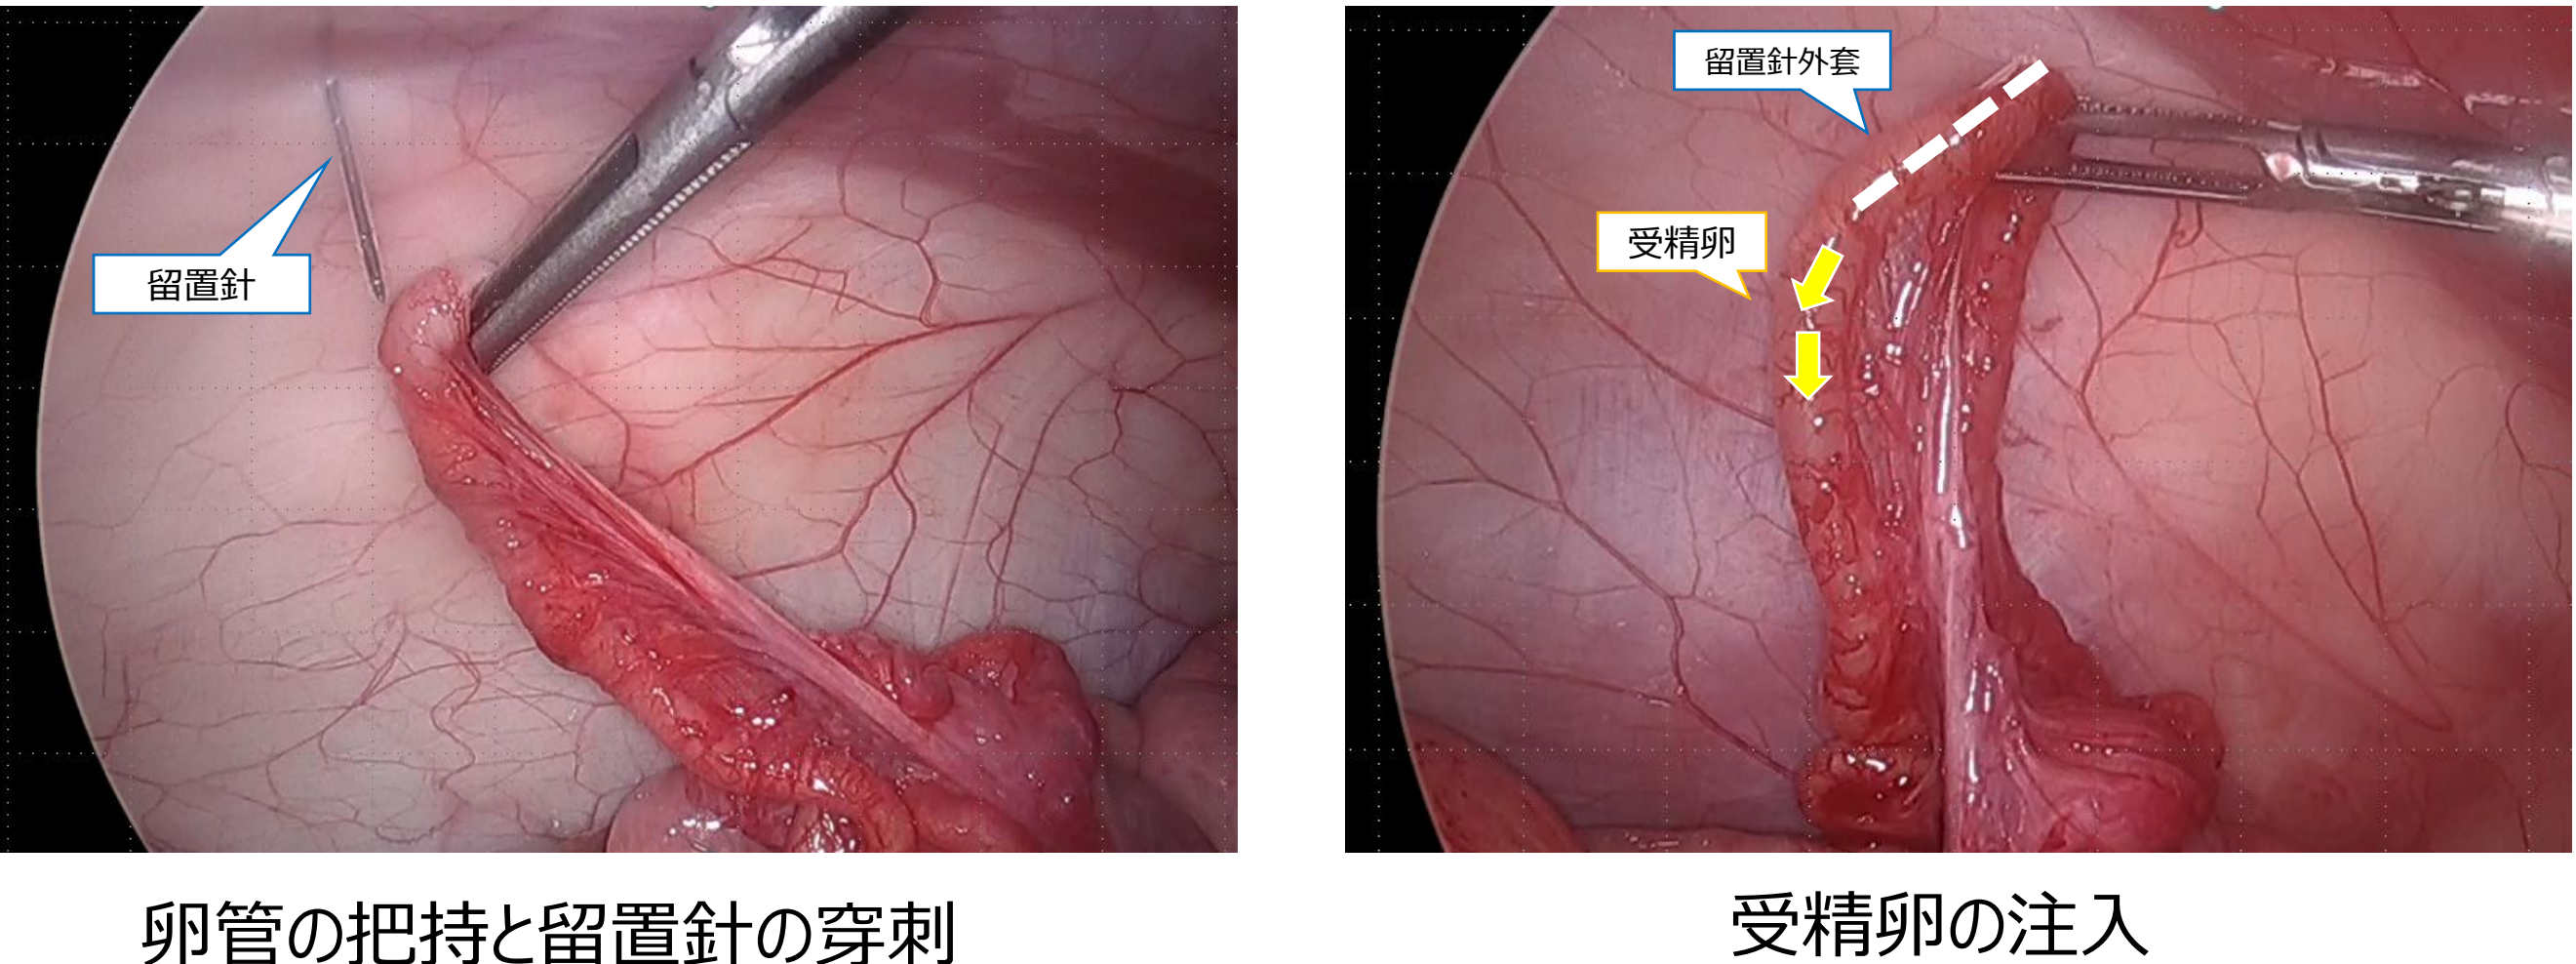 留置針
卵管の把持と留置針の穿刺
留置針外套
受精卵
受精卵の注入